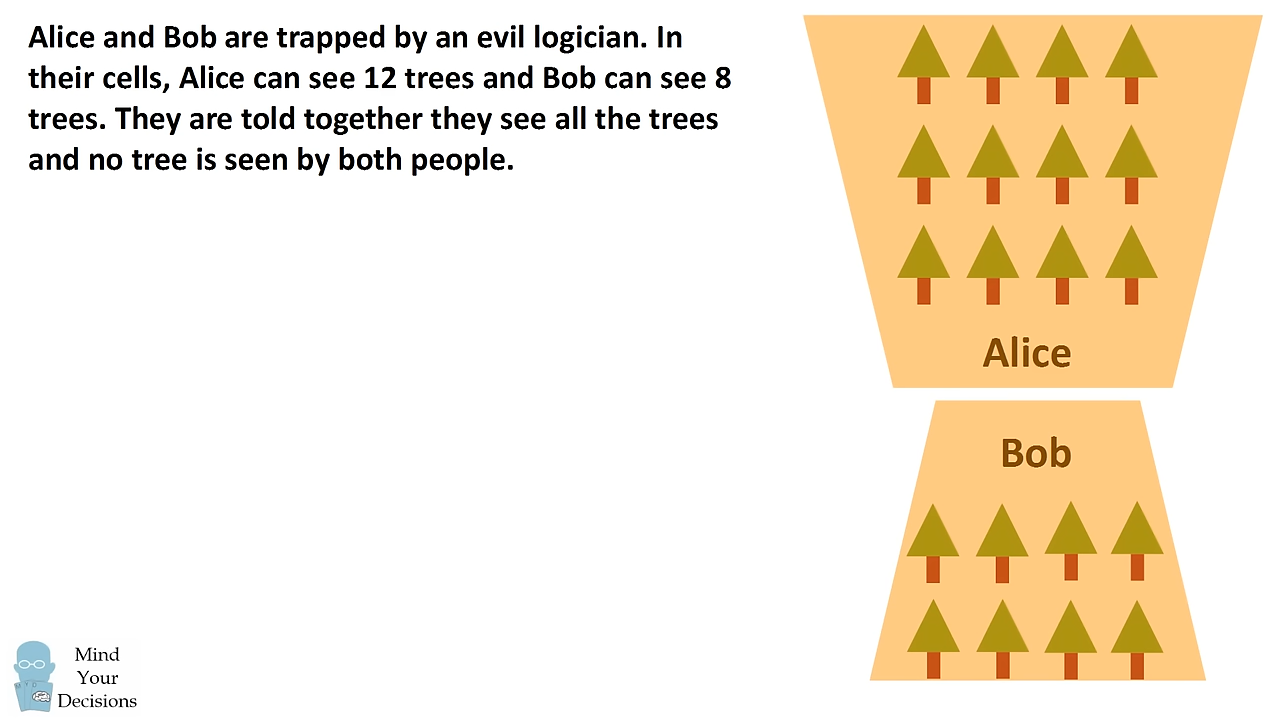 Alice and Bob are trapped by an evil logician. In
their cells, Alice can see 12 trees and Bob can see 8
trees. They are told together they see all the trees
and no tree is seen by both people.
Alice
Bob
Mind
Your
Decisions